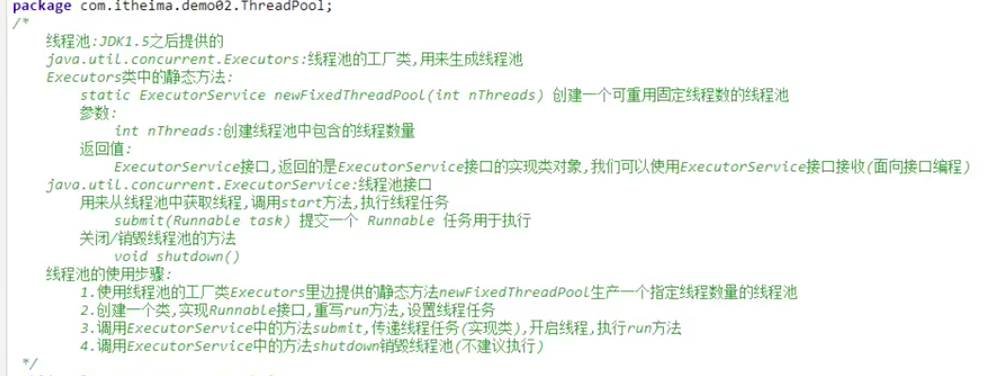 package com.itheima.demo02.ThreadPool;
/*
线程池:JDK1.5之后提供的
java.util.concurrent.Executors:线程池的工厂类,用来生成线程池
Executors类中的静态方法:
static ExecutorService newFixedThreadPool(int nThreads) 创建一个可重用固定线程数的线程池
参数:
int nThreads:创建线程池中包含的线程数量
返回值:
ExecutorService接口,返回的是ExecutorService接口的实现类对象,我们可以使用ExecutorService接口接收(面向接口编程)
java.util.concurrent.ExecutorService:线程池接口
用来从线程池中获取线程,调用start方法,执行线程任务
submit(Runnable task) 提交一个 Runnable 任务用于执行
关闭/销毁线程池的方法
void shutdown()
线程池的使用步骤:
1.使用线程池的工厂类Executors里边提供的静态方法newFixedThreadPool生产一个指定线程数量的线程池
2.创建一个类,实现Runnable接口,重写run方法,设置线程任务
3.调用ExecutorService中的方法submit,传递线程任务(实现类),开启线程,执行run方法
4.调用ExecutorService中的方法shutdown销毁线程池(不建议执行)
*/